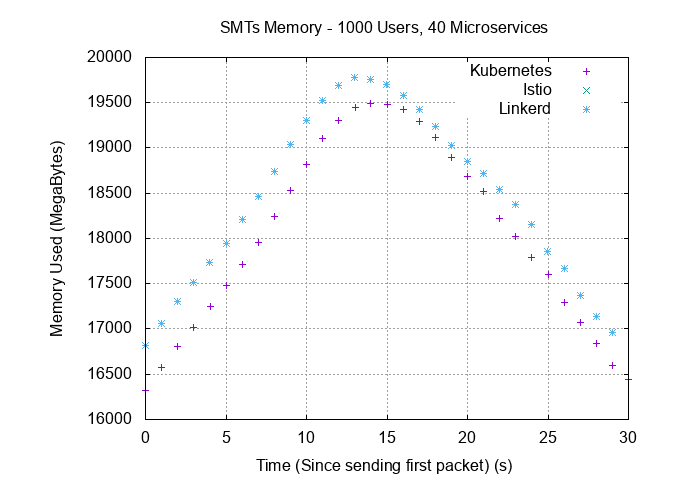 SMTs Memory - 1000 Users, 40 Microservices
20000
19500
19000
18500
18000
17500
17000
16500
16000
Memory Used (MegaBytes)
Kubernetes
Istio
Linkerd
0 5 10 15 20 25 30
Time (Since sending first packet) (s)